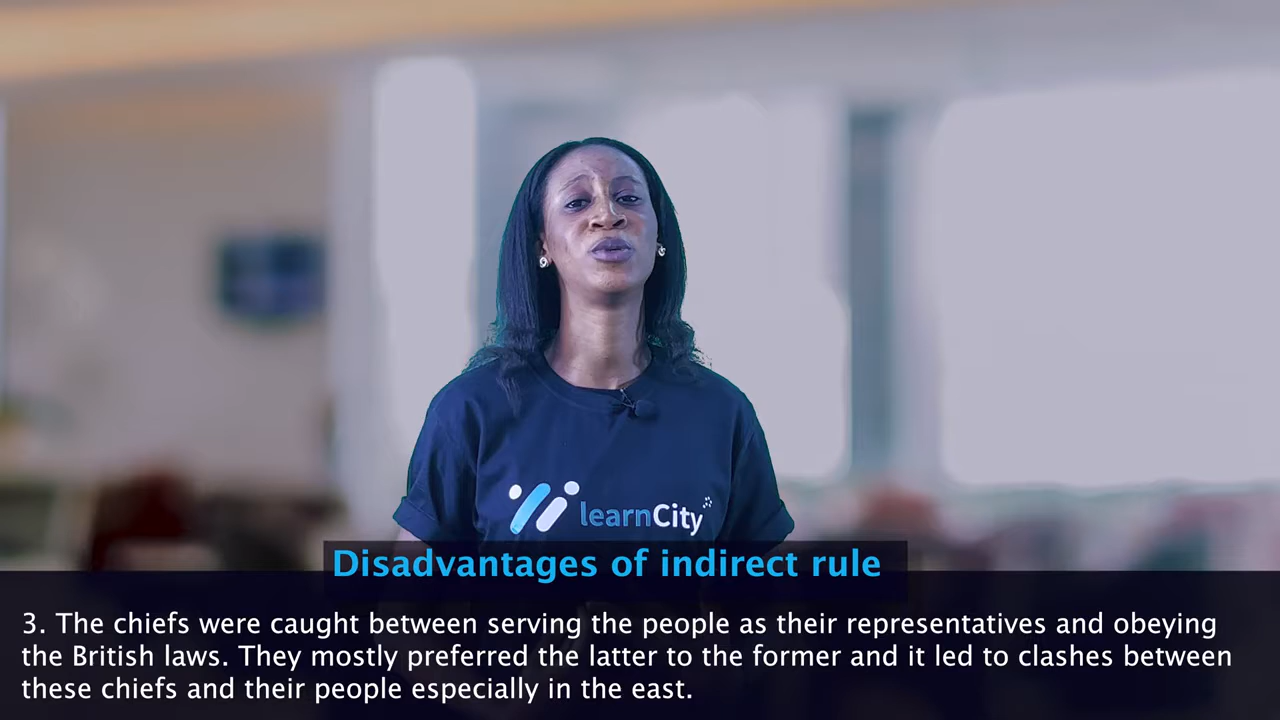 learnCity
Disadvantages of indirect rule
3. The chiefs were caught between serving the people as their representatives and obeying
the British laws. They mostly preferred the latter to the former and it led to clashes between
these chiefs and their people especially in the east.